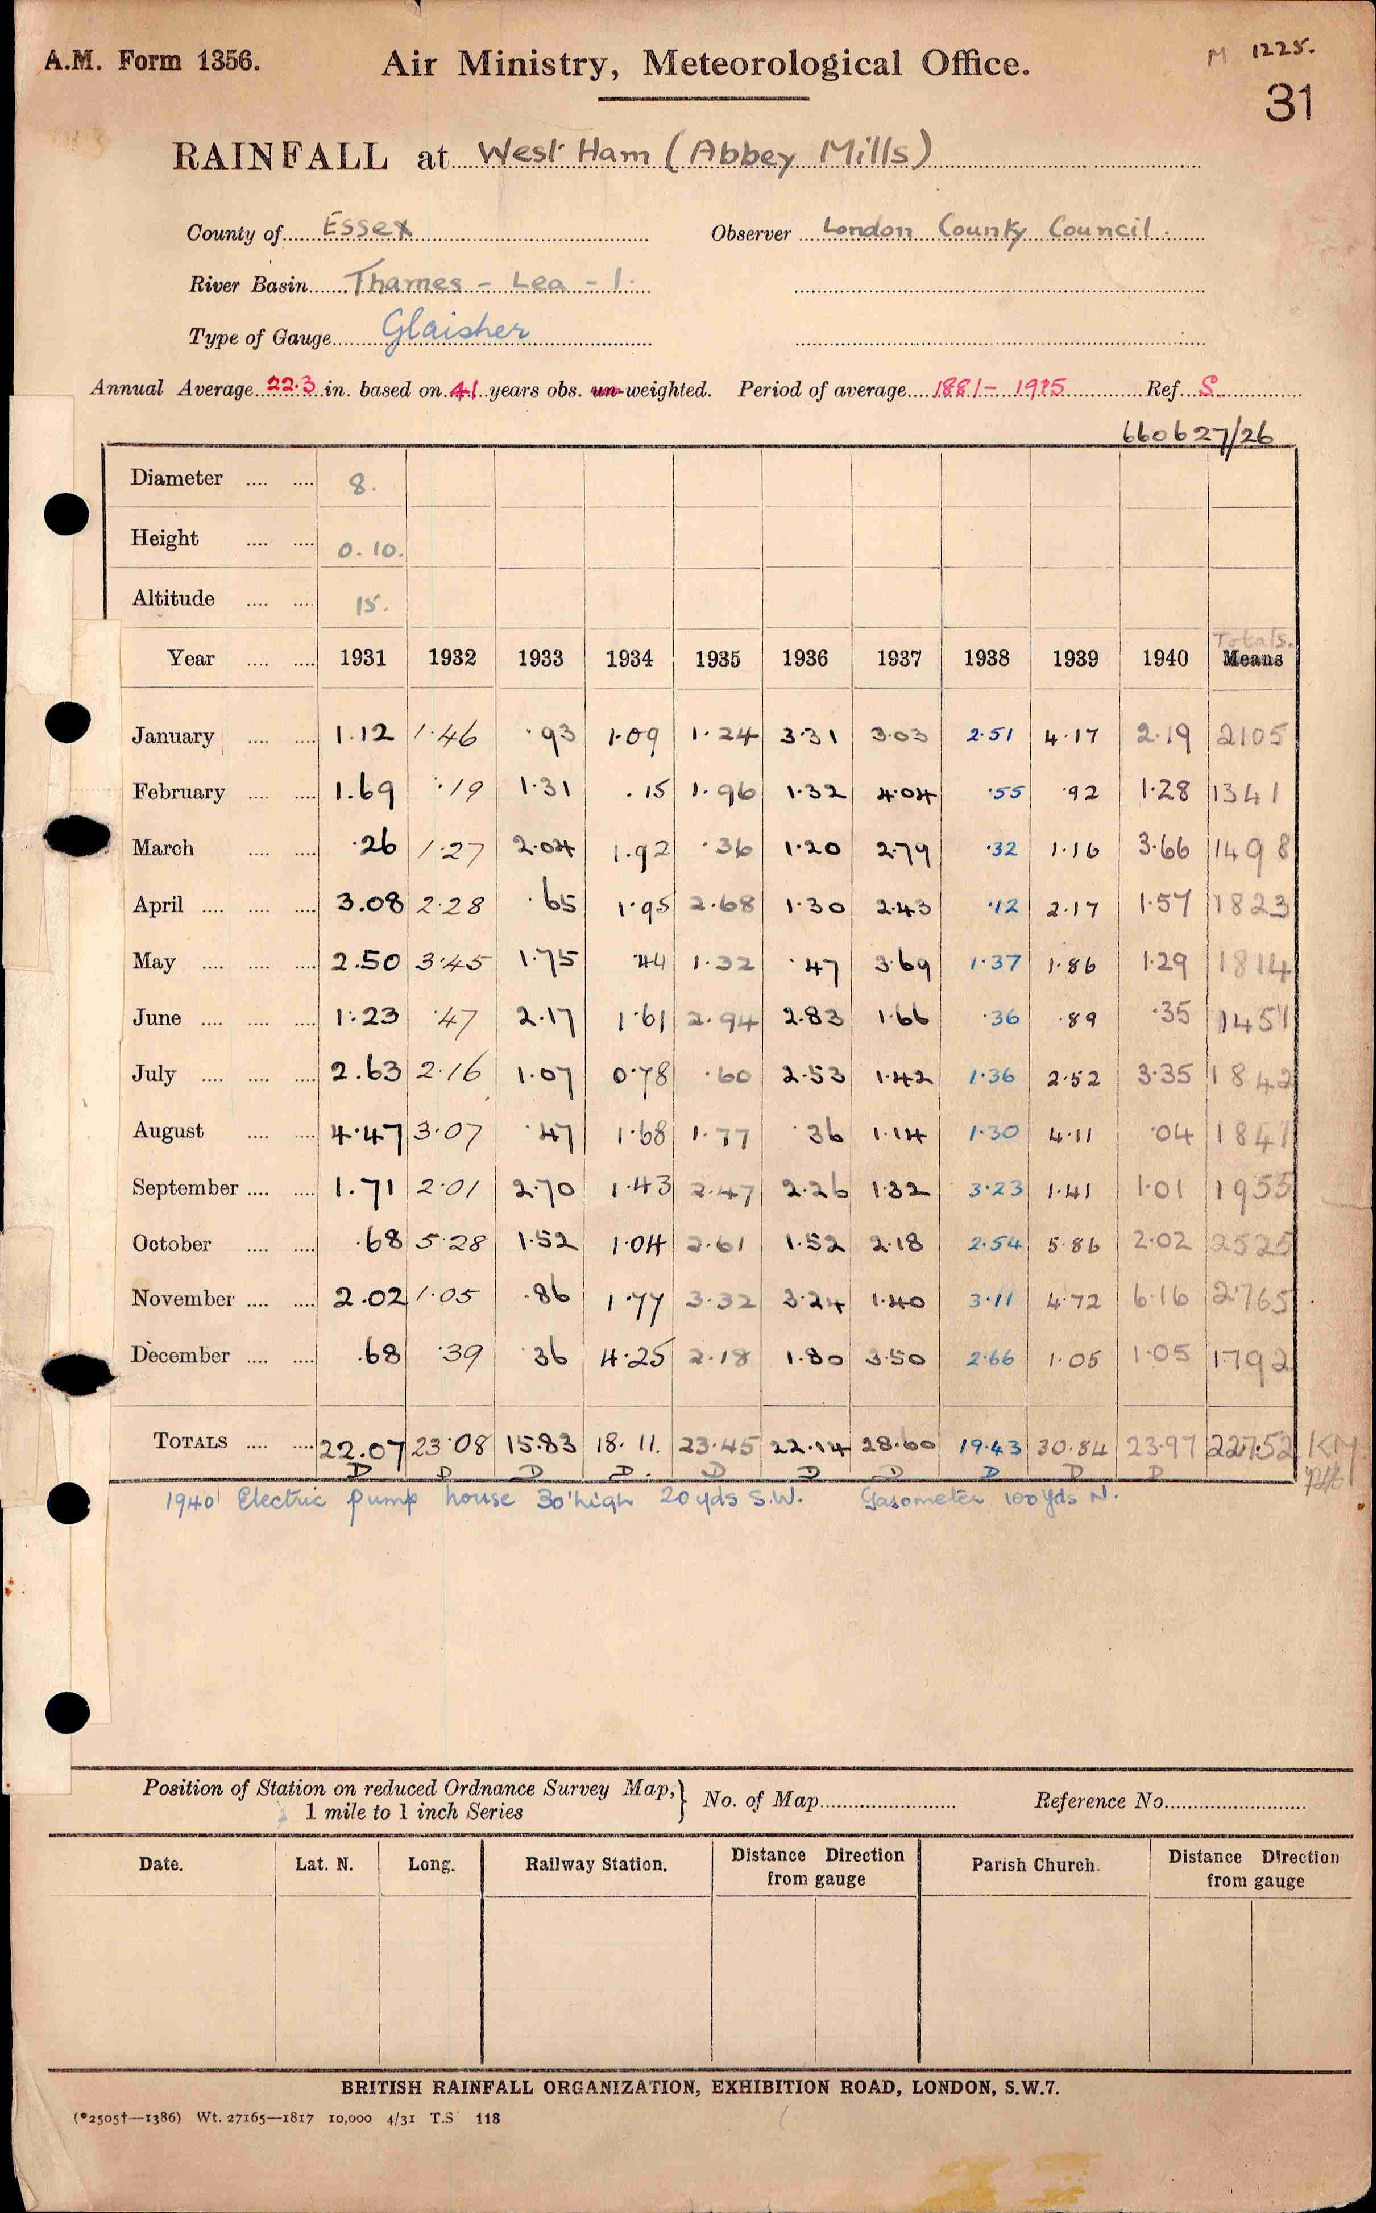 A.M. Form 1356. Air Ministry, Meteorological Office. M 1225.
31
RAINFALL at West Ham (Abbey Mills)
County of Essex Observer London County Council.
River Basin Thames - Lea - 1.
Type of Gauge Glaisher
Annual Average 22.3 in. based on 41 years obs. un-weighted. Period of average 1881 - 1915 Ref. S.
660627/26
Diameter .... .... 8.
Height .... .... 0.10.
Altitude .... .... 15.
Totals.
Year .... .... 1931 1932 1933 1934 1935 1936 1937 1938 1939 1940 Means
January .... .... 1.12 1.46 .93 1.09 1.24 3.31 3.03 2.51 4.17 2.19 2105
February .... .... 1.69 .19 1.31 .15 1.96 1.32 4.04 .55 .92 1.28 1341
March .... .... .26 1.27 2.04 1.92 .36 1.20 2.79 .32 1.16 3.66 1498
April .... .... .... 3.08 2.28 .65 1.95 2.68 1.30 2.43 .12 2.17 1.57 1823
May .... .... .... 2.50 3.45 1.75 .44 1.32 .47 3.69 1.37 1.86 1.29 1814
June .... .... .... 1.23 .47 2.17 1.61 2.94 2.83 1.66 .36 .89 .35 1451
July .... .... .... 2.63 2.16 1.07 0.78 .60 2.53 1.42 1.36 2.52 3.35 1842
August .... .... 4.47 3.07 .47 1.68 1.77 .36 1.14 1.30 4.11 .04 1841
September .... .... 1.71 2.01 2.70 1.43 2.47 2.26 1.32 3.23 1.41 1.01 1955
October .... .... .68 5.28 1.52 1.04 2.61 1.52 2.18 2.54 5.86 2.02 2525
November .... .... 2.02 1.05 .86 1.77 3.32 3.24 1.40 3.11 4.72 6.16 2765
December .... .... .68 .39 .36 4.25 2.18 1.80 3.50 2.66 1.05 1.05 1792
TOTALS .... .... 22.07 23.08 15.83 18.11. 23.45 22.14 28.60 19.43 30.84 23.97 227.52
D D D D. D D D D D D
1940 Electric pump house 30' high 20 yds S.W. Gasometer 100 yds N.
Position of Station on reduced Ordnance Survey Map, } No. of Map Reference No.
1 mile to 1 inch Series
Date. Lat. N. Long. Railway Station. Distance Direction from gauge Parish Church. Distance Direction from gauge
BRITISH RAINFALL ORGANIZATION, EXHIBITION ROAD, LONDON, S.W.7.
(*2505†—1386) Wt. 27165—1817 10,000 4/31 T.S 118